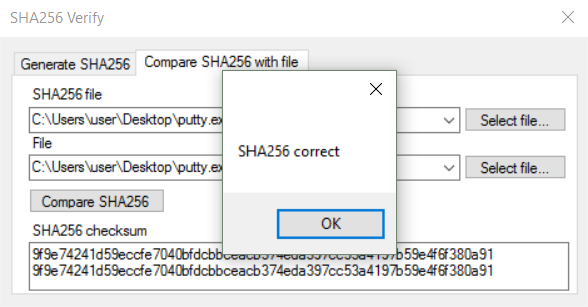 SHA256 Verify
Generate SHA256
Compare SHA256 with file
SHA256 file
C:\Users\user\Desktop\putty.ex
Select file...
File
C:\Users\user\Desktop\putty.ex
Select file...
Compare SHA256
SHA256 checksum
9f9e74241d59eccfe7040bfdcbbceacb374eda397cc53a4197b59e4f6f380a91
9f9e74241d59eccfe7040bfdcbbceacb374eda397cc53a4197b59e4f6f380a91
SHA256 correct
OK